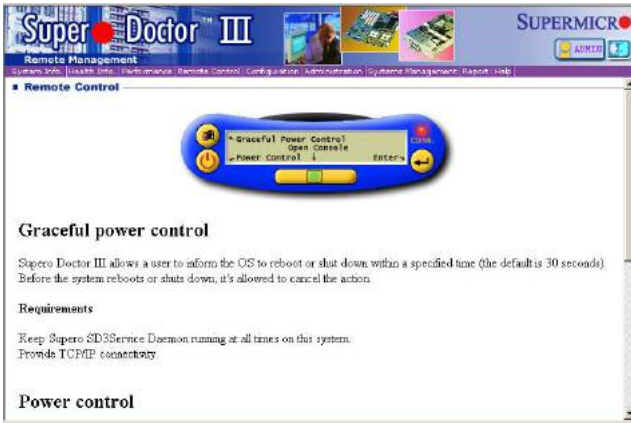 Super Doctor™ III
SUPERMICR
Remote Management
ADMIN
System Info. | Health Info. | Performance | Remote Control | Configuration | Administration | Systems Management | Report | Help
Remote Control
Graceful Power Control
Open Console
Power Control ↓ Enter
CONN.
Graceful power control
Supero Doctor III allows a user to inform the OS to reboot or shut down within a specified time (the default is 30 seconds).
Before the system reboots or shuts down, it's allowed to cancel the action
Requirements
Keep Supero SD3Service Daemon running at all times on this system.
Provide TCP/IP connectivity.
Power control